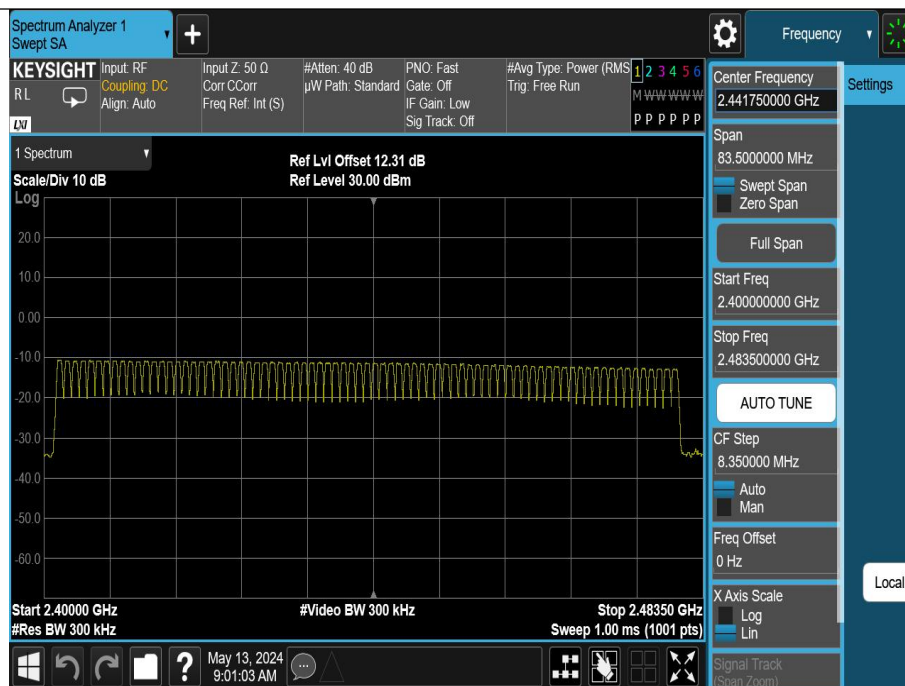 Spectrum Analyzer 1
Swept SA
+
Frequency
KEYSIGHT
RL
LXI
Input: RF
Coupling: DC
Align: Auto
Input Z: 50 Ω
Corr CCorr
Freq Ref: Int (S)
#Atten: 40 dB
µW Path: Standard
PNO: Fast
Gate: Off
IF Gain: Low
Sig Track: Off
#Avg Type: Power (RMS
Trig: Free Run
1 2 3 4 5 6
M W W W W W
P P P P P P
Center Frequency
2.441750000 GHz
Settings
Span
83.5000000 MHz
Swept Span
Zero Span
Full Span
Start Freq
2.400000000 GHz
Stop Freq
2.483500000 GHz
AUTO TUNE
CF Step
8.350000 MHz
Auto
Man
Freq Offset
0 Hz
X Axis Scale
Log
Lin
Signal Track
(Span Zoom)
Local
1 Spectrum
Scale/Div 10 dB
Ref Lvl Offset 12.31 dB
Ref Level 30.00 dBm
Log
20.0
10.0
0.00
-10.0
-20.0
-30.0
-40.0
-50.0
-60.0
Start 2.40000 GHz
#Video BW 300 kHz
Stop 2.48350 GHz
#Res BW 300 kHz
Sweep 1.00 ms (1001 pts)
?
May 13, 2024
9:01:03 AM